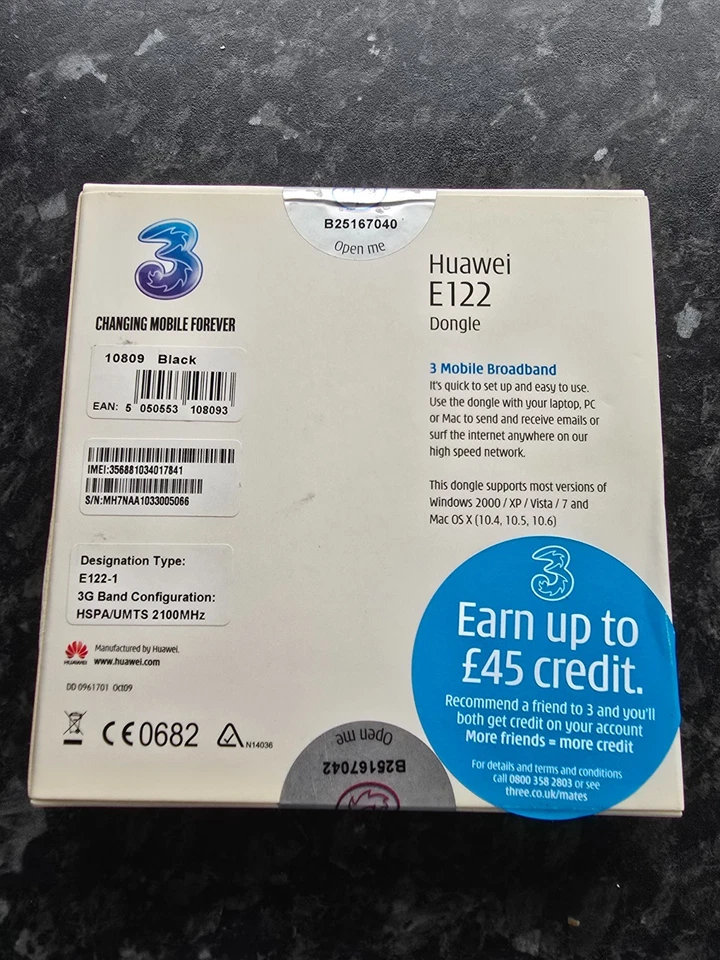 B25167040
Open me
3
CHANGING MOBILE FOREVER
10809 Black
EAN: 5 050553 108093
IMEI:356881034017841
S/N:MH7NAA1033005066
Designation Type:
E122-1
3G Band Configuration:
HSPA/UMTS 2100MHz
HUAWEI
Manufactured by Huawei.
www.huawei.com
DD 0961701 Oct09
CE0682
N14036
Huawei
E122
Dongle
3 Mobile Broadband
It's quick to set up and easy to use.
Use the dongle with your laptop, PC
or Mac to send and receive emails or
surf the internet anywhere on our
high speed network.
This dongle supports most versions of
Windows 2000 / XP / Vista / 7 and
Mac OS X (10.4, 10.5, 10.6)
3
Earn up to
£45 credit.
Recommend a friend to 3 and you'll
both get credit on your account
More friends = more credit
For details and terms and conditions
call 0800 358 2803 or see
three.co.uk/mates
B25167042
Open me